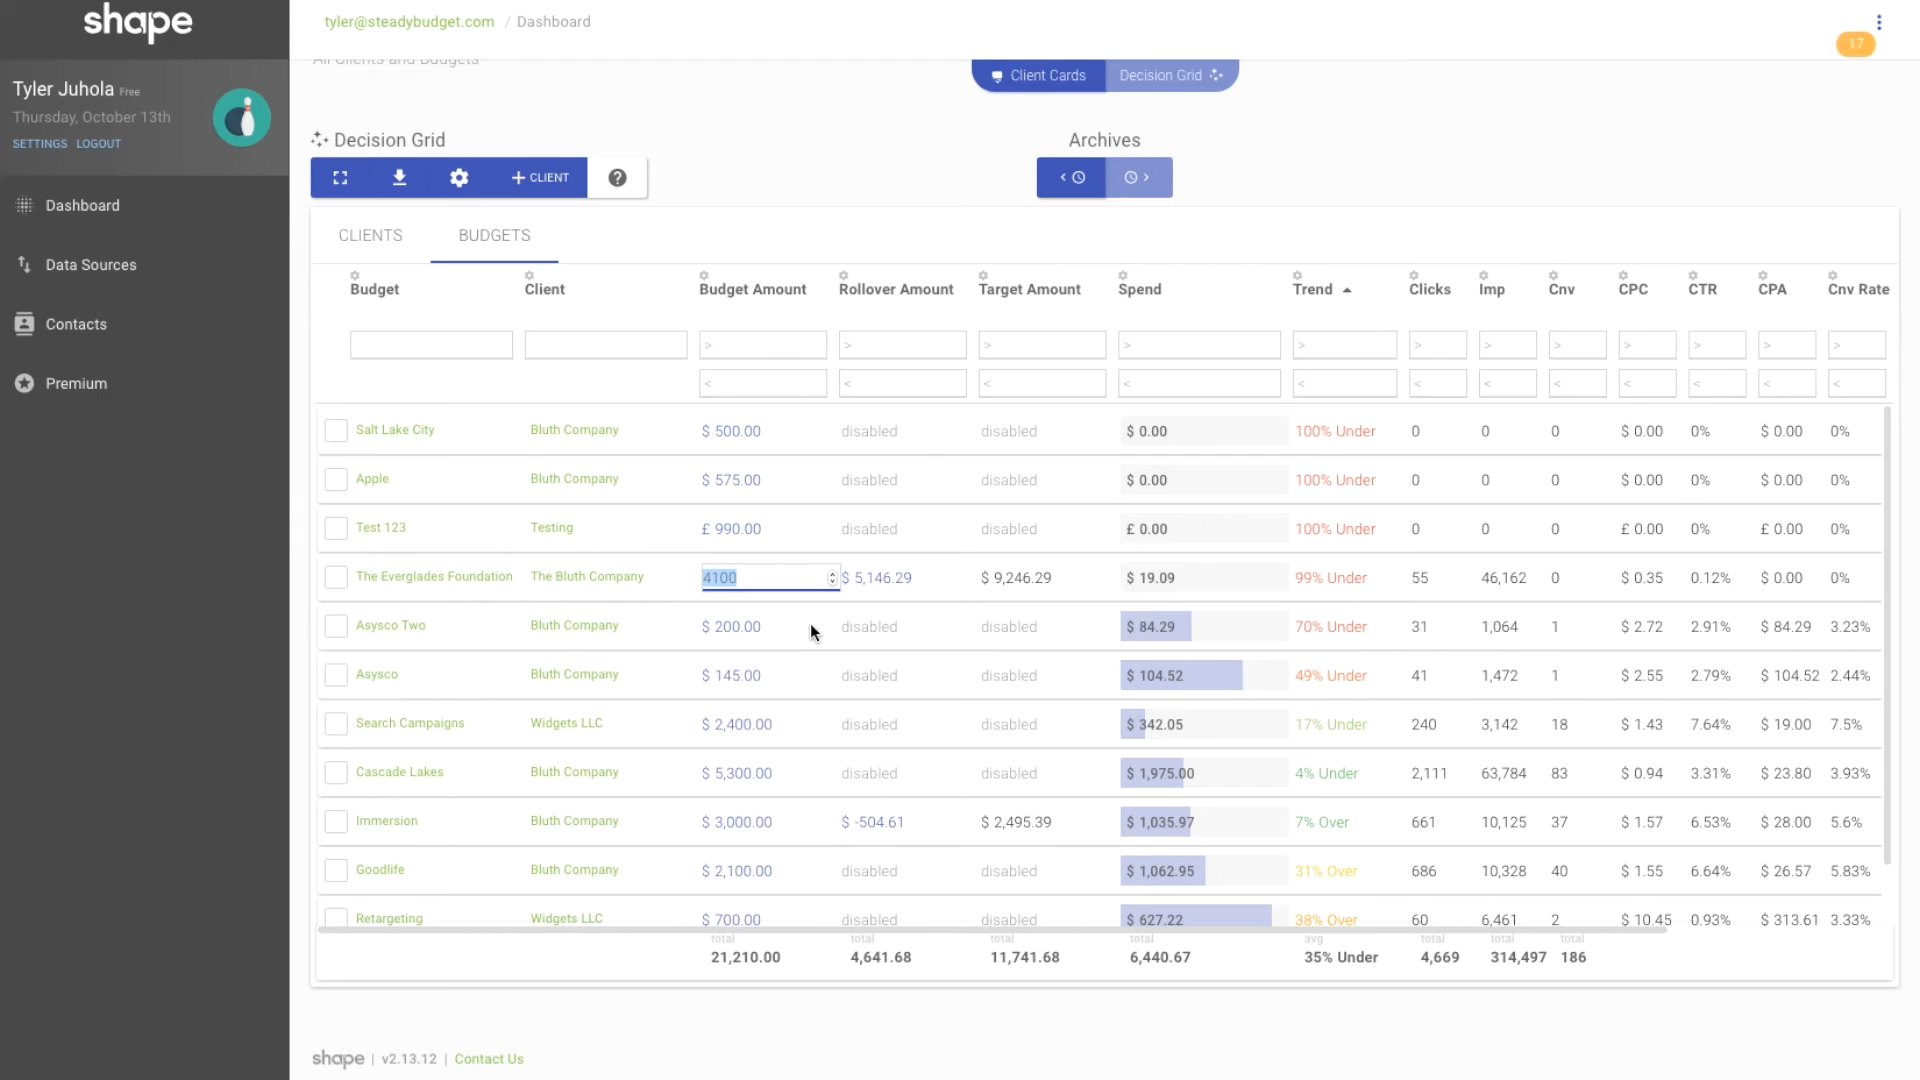 shape
tyler@steadybudget.com / Dashboard
17
All Clients and Budgets
Client Cards Decision Grid
Tyler Juhola Free
Thursday, October 13th
SETTINGS LOGOUT
Dashboard
Data Sources
Contacts
Premium
Decision Grid
Archives
+ CLIENT
CLIENTS BUDGETS
Budget Client Budget Amount Rollover Amount Target Amount Spend Trend Clicks Imp Cnv CPC CTR CPA Cnv Rate
> > > > > > > > > > > >
< < < < < < < < < < < <
Salt Lake City Bluth Company $ 500.00 disabled disabled $ 0.00 100% Under 0 0 0 $ 0.00 0% $ 0.00 0%
Apple Bluth Company $ 575.00 disabled disabled $ 0.00 100% Under 0 0 0 $ 0.00 0% $ 0.00 0%
Test 123 Testing £ 990.00 disabled disabled £ 0.00 100% Under 0 0 0 £ 0.00 0% £ 0.00 0%
The Everglades Foundation The Bluth Company 4100 $ 5,146.29 $ 9,246.29 $ 19.09 99% Under 55 46,162 0 $ 0.35 0.12% $ 0.00 0%
Asysco Two Bluth Company $ 200.00 disabled disabled $ 84.29 70% Under 31 1,064 1 $ 2.72 2.91% $ 84.29 3.23%
Asysco Bluth Company $ 145.00 disabled disabled $ 104.52 49% Under 41 1,472 1 $ 2.55 2.79% $ 104.52 2.44%
Search Campaigns Widgets LLC $ 2,400.00 disabled disabled $ 342.05 17% Under 240 3,142 18 $ 1.43 7.64% $ 19.00 7.5%
Cascade Lakes Bluth Company $ 5,300.00 disabled disabled $ 1,975.00 4% Under 2,111 63,784 83 $ 0.94 3.31% $ 23.80 3.93%
Immersion Bluth Company $ 3,000.00 $ -504.61 $ 2,495.39 $ 1,035.97 7% Over 661 10,125 37 $ 1.57 6.53% $ 28.00 5.6%
Goodlife Bluth Company $ 2,100.00 disabled disabled $ 1,062.95 31% Over 686 10,328 40 $ 1.55 6.64% $ 26.57 5.83%
Retargeting Widgets LLC $ 700.00 disabled disabled $ 627.22 38% Over 60 6,461 2 $ 10.45 0.93% $ 313.61 3.33%
total total total total avg total total total
21,210.00 4,641.68 11,741.68 6,440.67 35% Under 4,669 314,497 186
shape | v2.13.12 | Contact Us